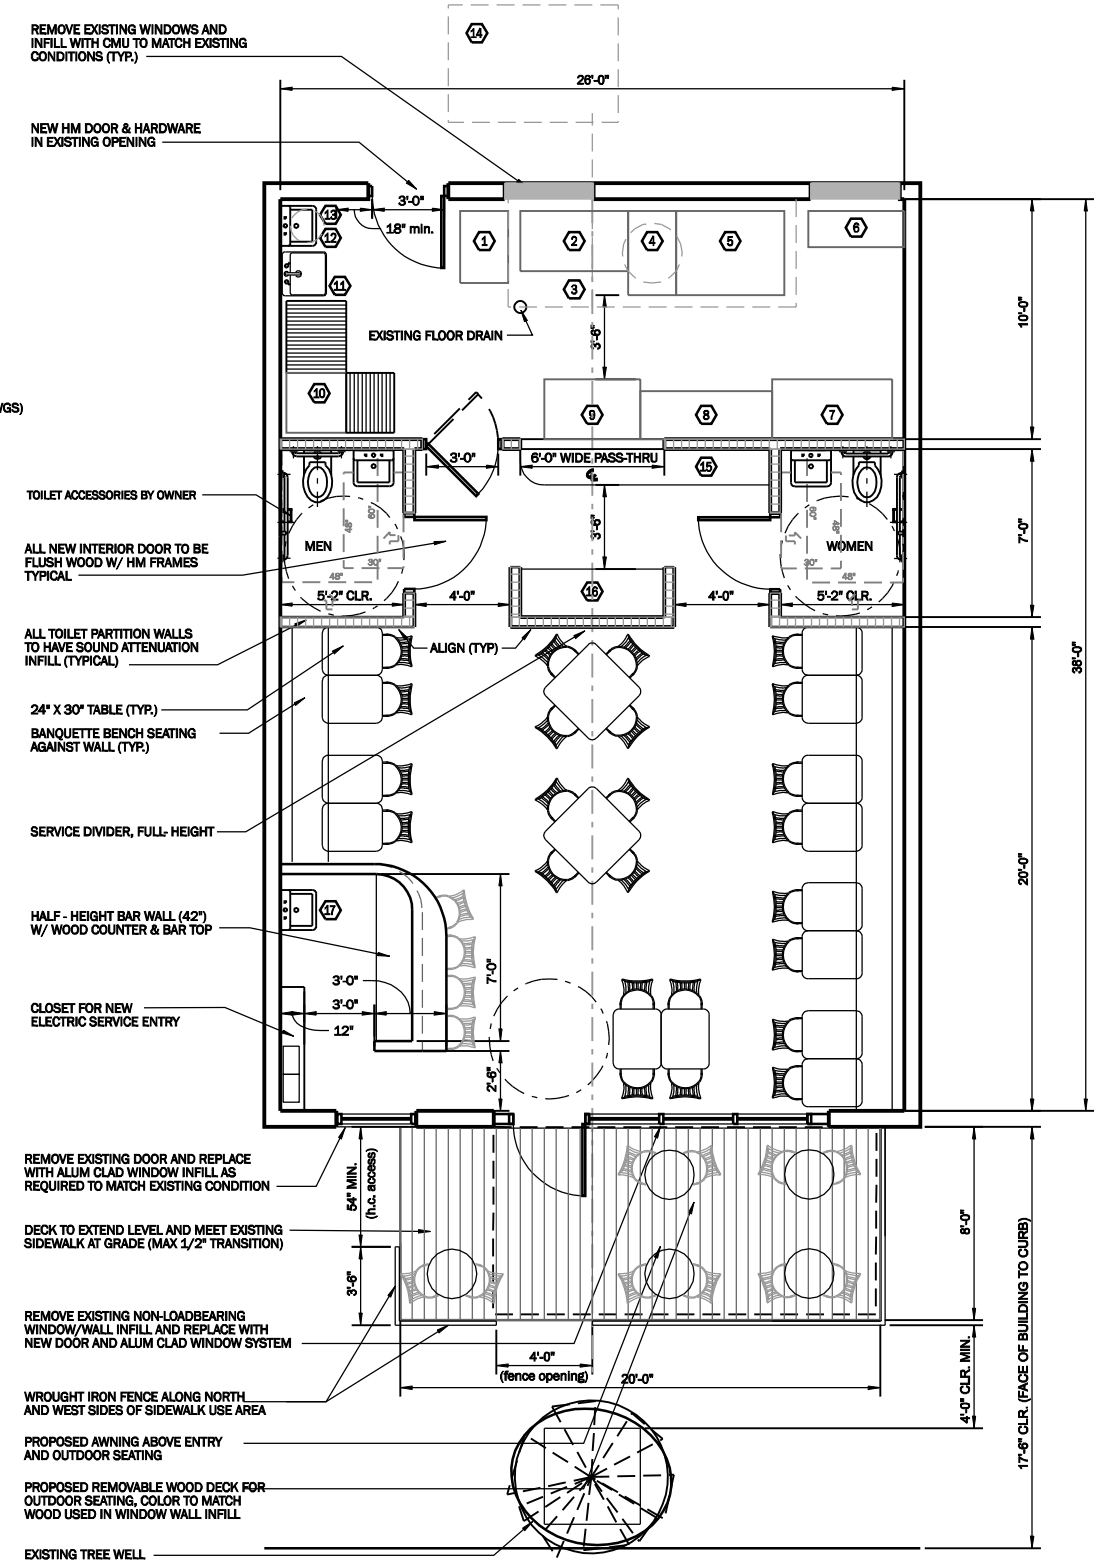 REMOVE EXISTING WINDOWS AND
INFILL WITH CMU TO MATCH EXISTING
CONDITIONS (TYP.)
14
26'-0"
NEW HM DOOR & HARDWARE
IN EXISTING OPENING
3'-0"
18" min.
13
12
11
1
2
3
4
5
6
EXISTING FLOOR DRAIN
3'-6"
10'-0"
10
9
8
7
/GS)
3'-0"
6'-0" WIDE PASS-THRU
15
TOILET ACCESSORIES BY OWNER
3'-6"
7'-0"
48"
60"
30"
48"
MEN
60"
48"
30"
48"
WOMEN
ALL NEW INTERIOR DOOR TO BE
FLUSH WOOD W/ HM FRAMES
TYPICAL
5'-2" CLR.
4'-0"
16
4'-0"
5'-2" CLR.
ALL TOILET PARTITION WALLS
TO HAVE SOUND ATTENUATION
INFILL (TYPICAL)
ALIGN (TYP)
38'-0"
24" X 30" TABLE (TYP.)
BANQUETTE BENCH SEATING
AGAINST WALL (TYP.)
SERVICE DIVIDER, FULL- HEIGHT
20'-0"
17
HALF - HEIGHT BAR WALL (42")
W/ WOOD COUNTER & BAR TOP
7'-0"
3'-0"
3'-0"
12"
CLOSET FOR NEW
ELECTRIC SERVICE ENTRY
2'-6"
REMOVE EXISTING DOOR AND REPLACE
WITH ALUM CLAD WINDOW INFILL AS
REQUIRED TO MATCH EXISTING CONDITION
54" MIN.
(h.c. access)
DECK TO EXTEND LEVEL AND MEET EXISTING
SIDEWALK AT GRADE (MAX 1/2" TRANSITION)
8'-0"
3'-6"
REMOVE EXISTING NON-LOADBEARING
WINDOW/WALL INFILL AND REPLACE WITH
NEW DOOR AND ALUM CLAD WINDOW SYSTEM
4'-0"
(fence opening)
20'-0"
4'-0" CLR. MIN.
17'-6" CLR. (FACE OF BUILDING TO CURB)
WROUGHT IRON FENCE ALONG NORTH
AND WEST SIDES OF SIDEWALK USE AREA
PROPOSED AWNING ABOVE ENTRY
AND OUTDOOR SEATING
PROPOSED REMOVABLE WOOD DECK FOR
OUTDOOR SEATING, COLOR TO MATCH
WOOD USED IN WINDOW WALL INFILL
EXISTING TREE WELL